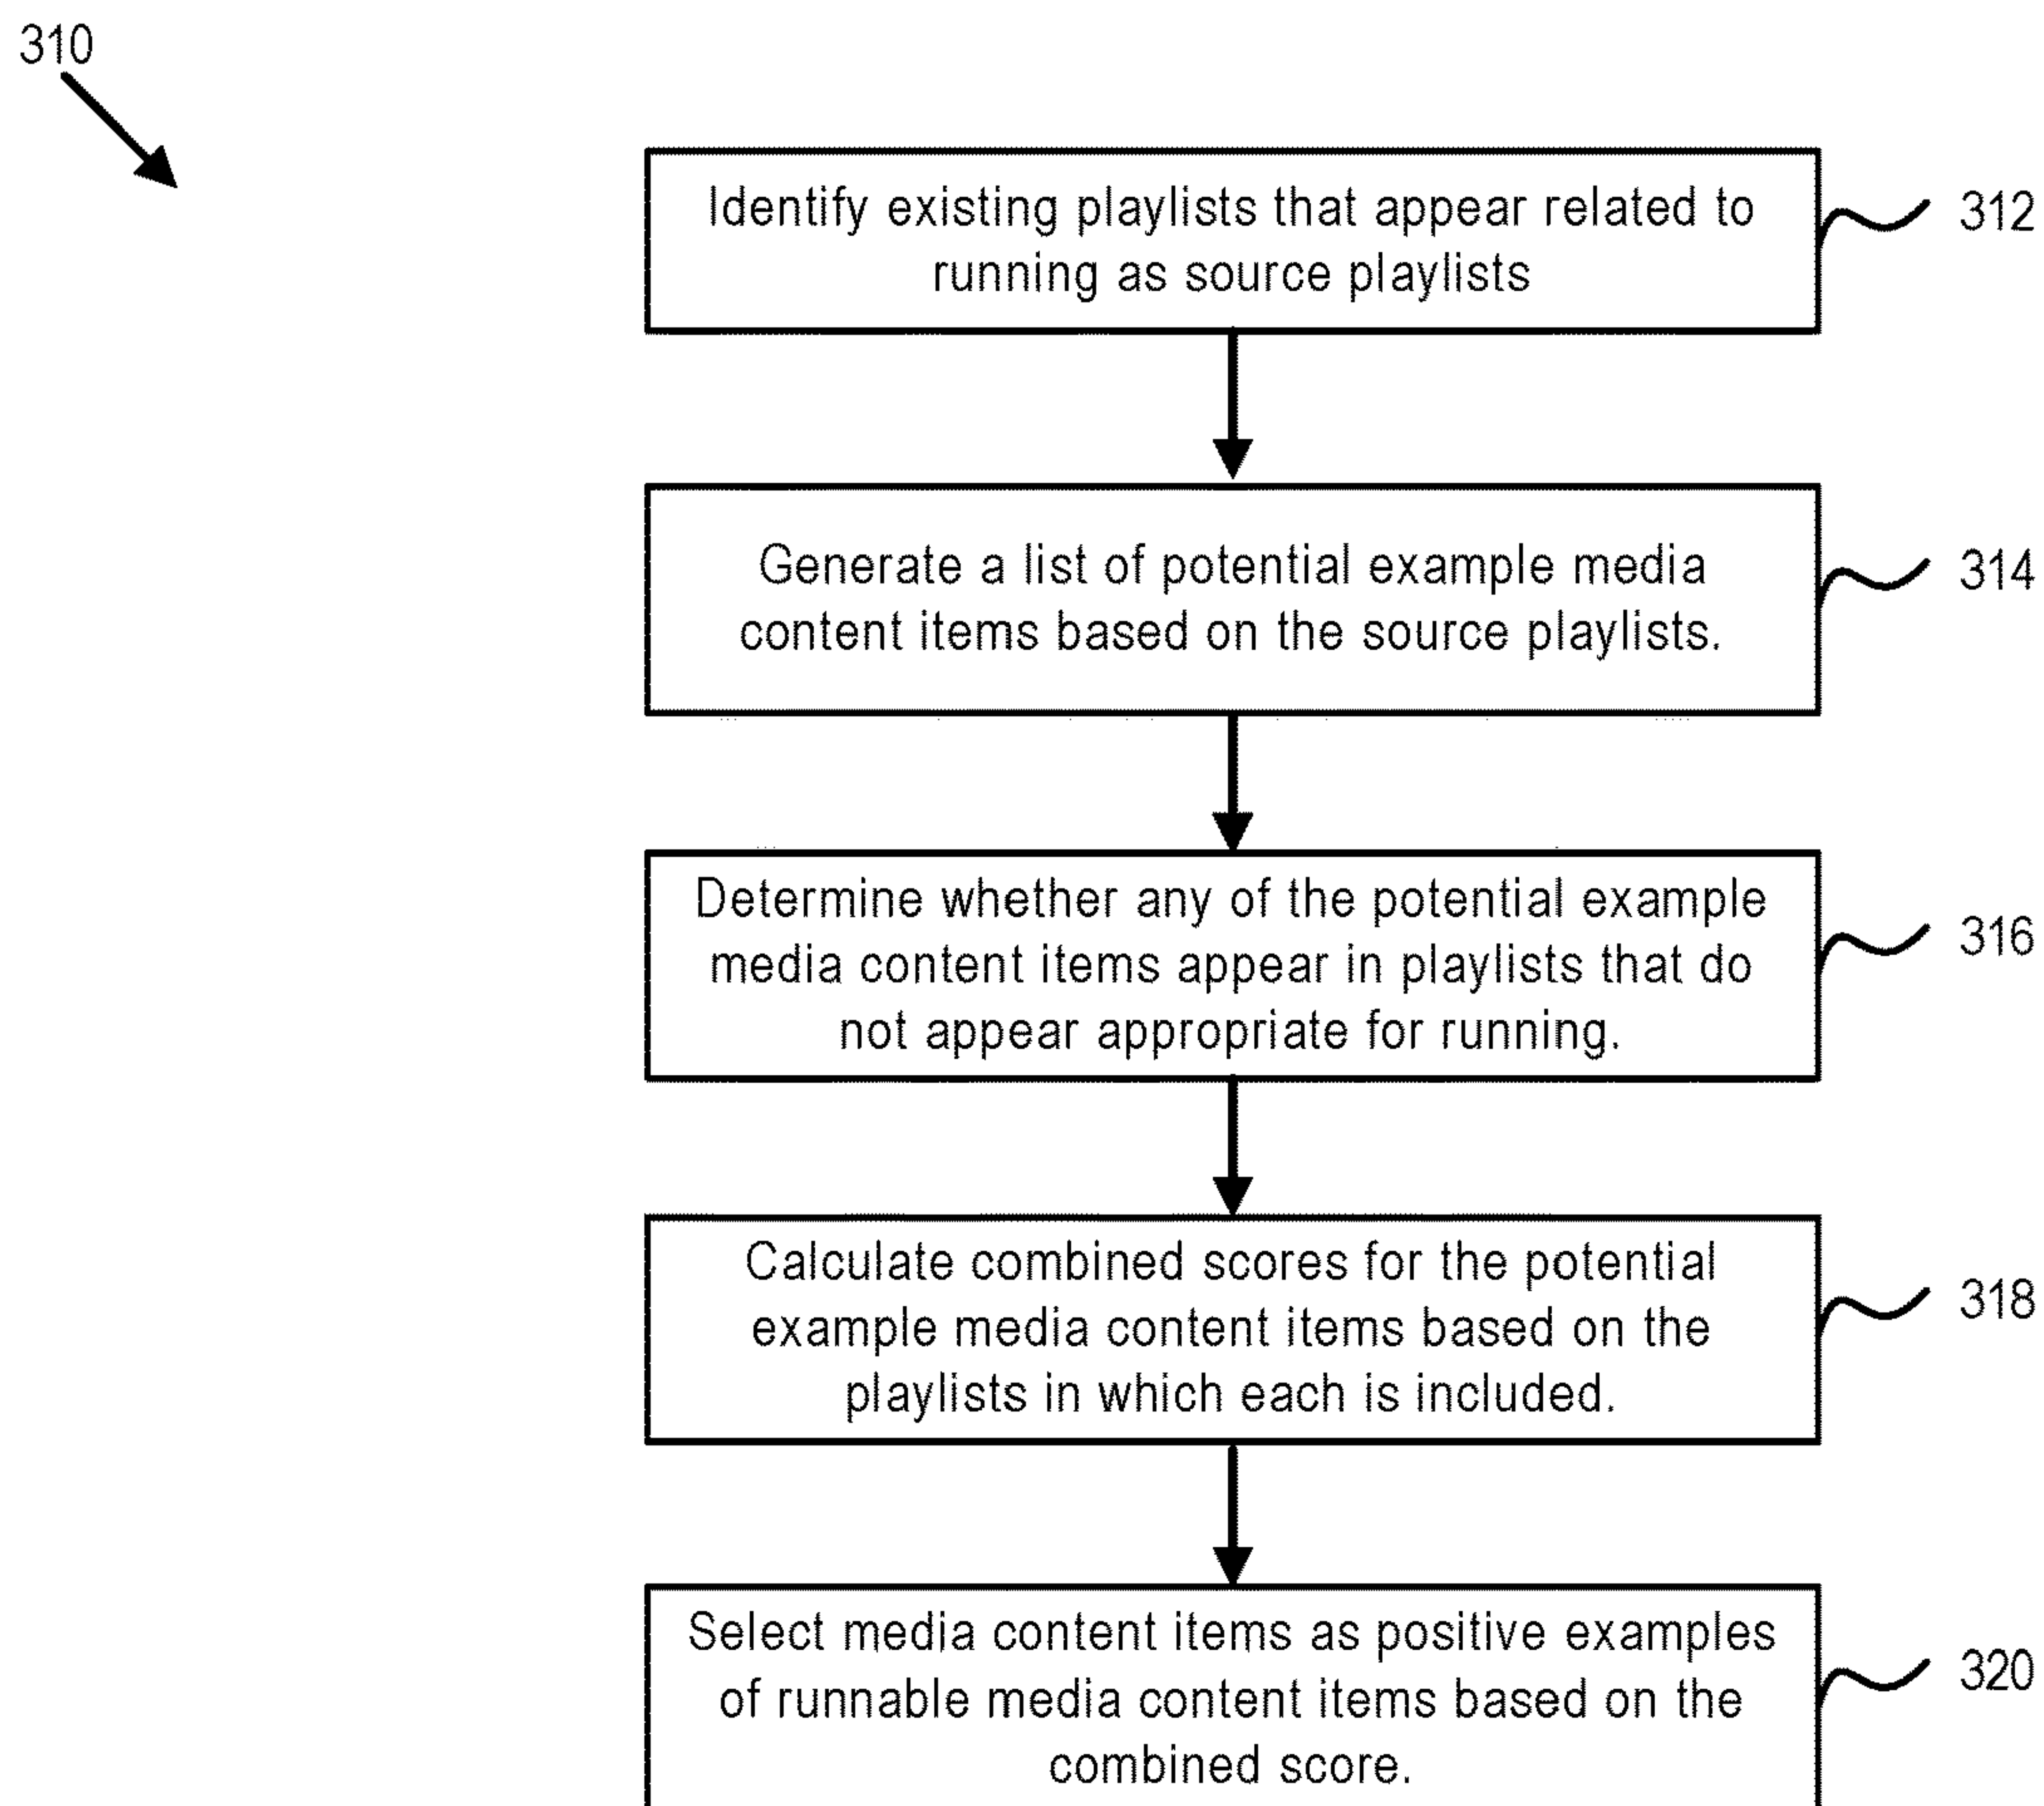 310
Identify existing playlists that appear related to
running as source playlists
312
Generate a list of potential example media
content items based on the source playlists.
314
Determine whether any of the potential example
media content items appear in playlists that do
not appear appropriate for running.
316
Calculate combined scores for the potential
example media content items based on the
playlists in which each is included.
318
Select media content items as positive examples
of runnable media content items based on the
combined score.
320